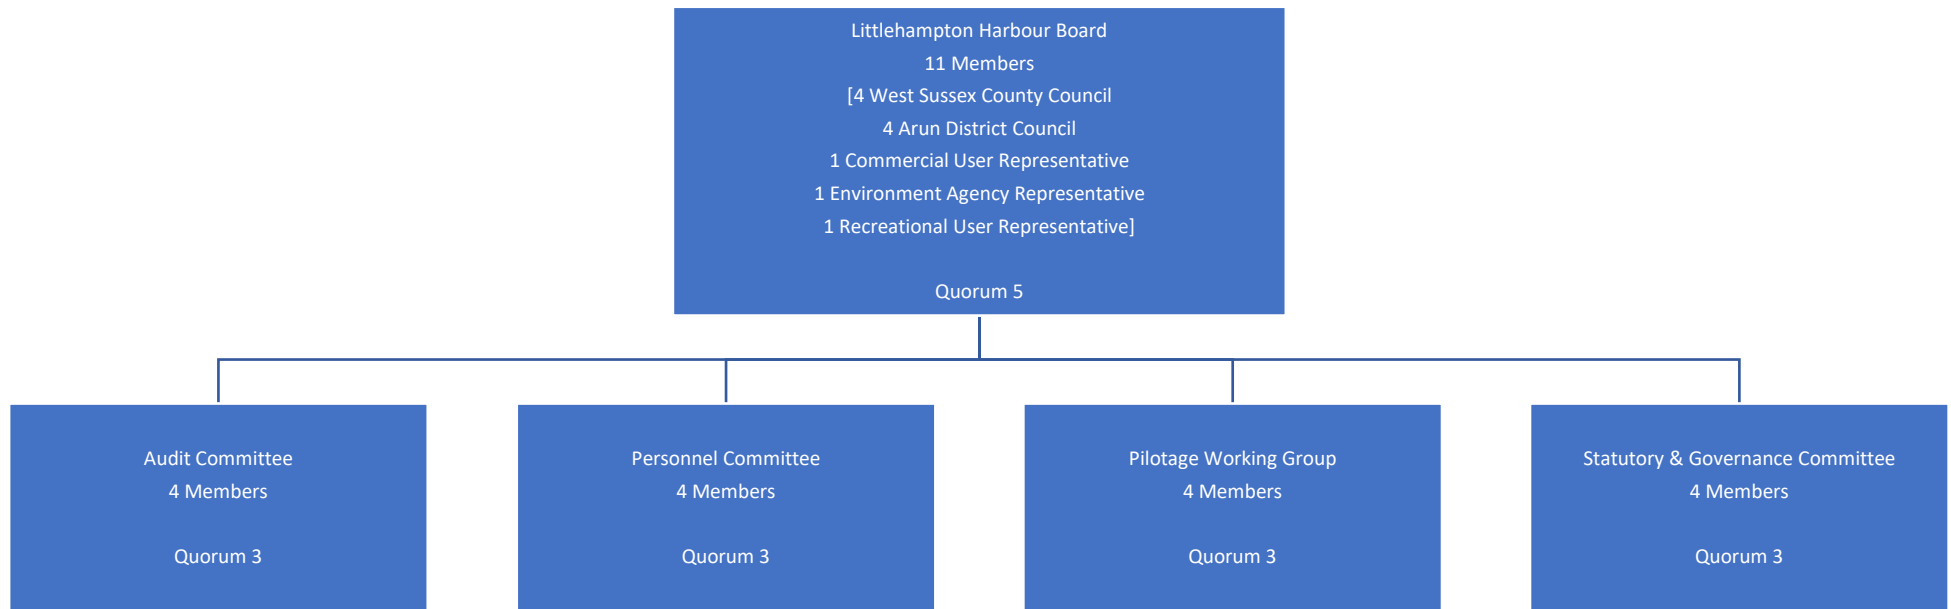 Littlehampton Harbour Board
11 Members
[4 West Sussex County Council
4 Arun District Council
1 Commercial User Representative
1 Environment Agency Representative
1 Recreational User Representative]
Quorum 5
Audit Committee
4 Members
Quorum 3
Personnel Committee
4 Members
Quorum 3
Pilotage Working Group
4 Members
Quorum 3
Statutory & Governance Committee
4 Members
Quorum 3